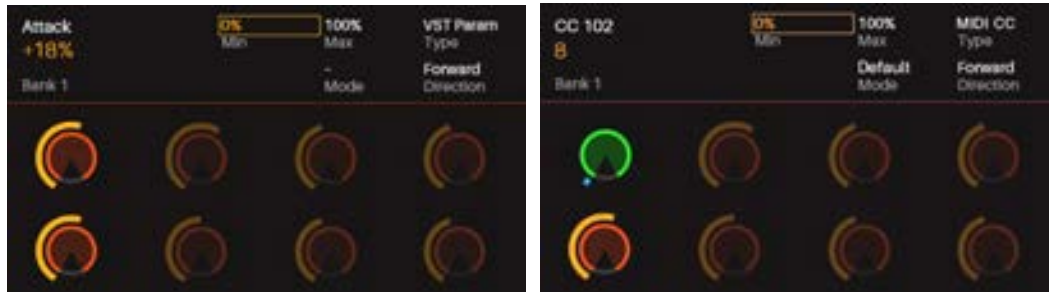 Attack
+18%
Bank 1
0%
Min
100%
Max
-
Mode
VST Param
Type
Forward
Direction
CC 102
8
Bank 1
0%
Min
100%
Max
Default
Mode
MIDI CC
Type
Forward
Direction